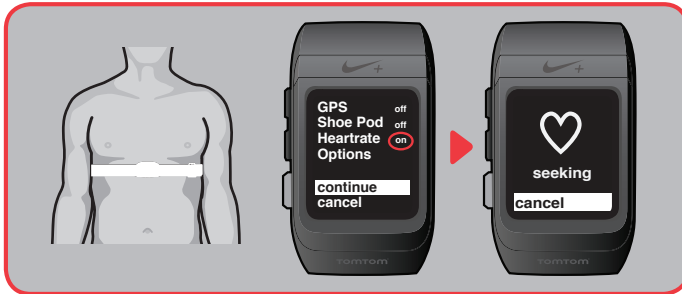 GPS off
Shoe Pod off
Heartrate on
Options
continue
cancel
TOMTOM
seeking
cancel
TOMTOM